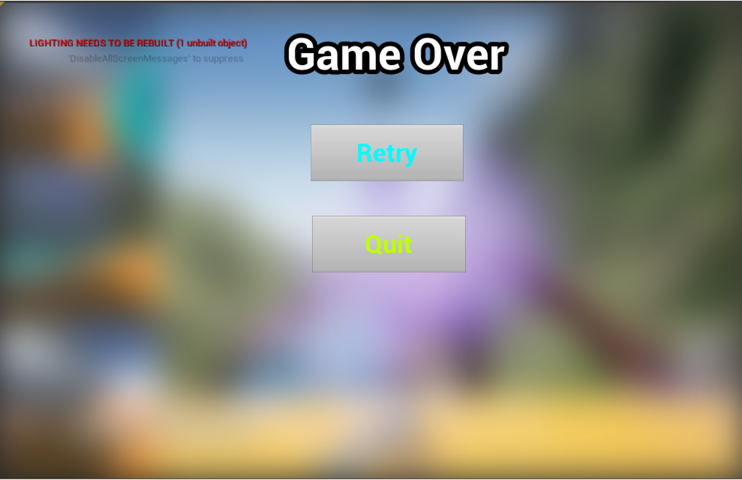 LIGHTING NEEDS TO BE REBUILT (1 unbuilt object)
'DisableAllScreenMessages' to suppress
Game Over
Retry
Quit